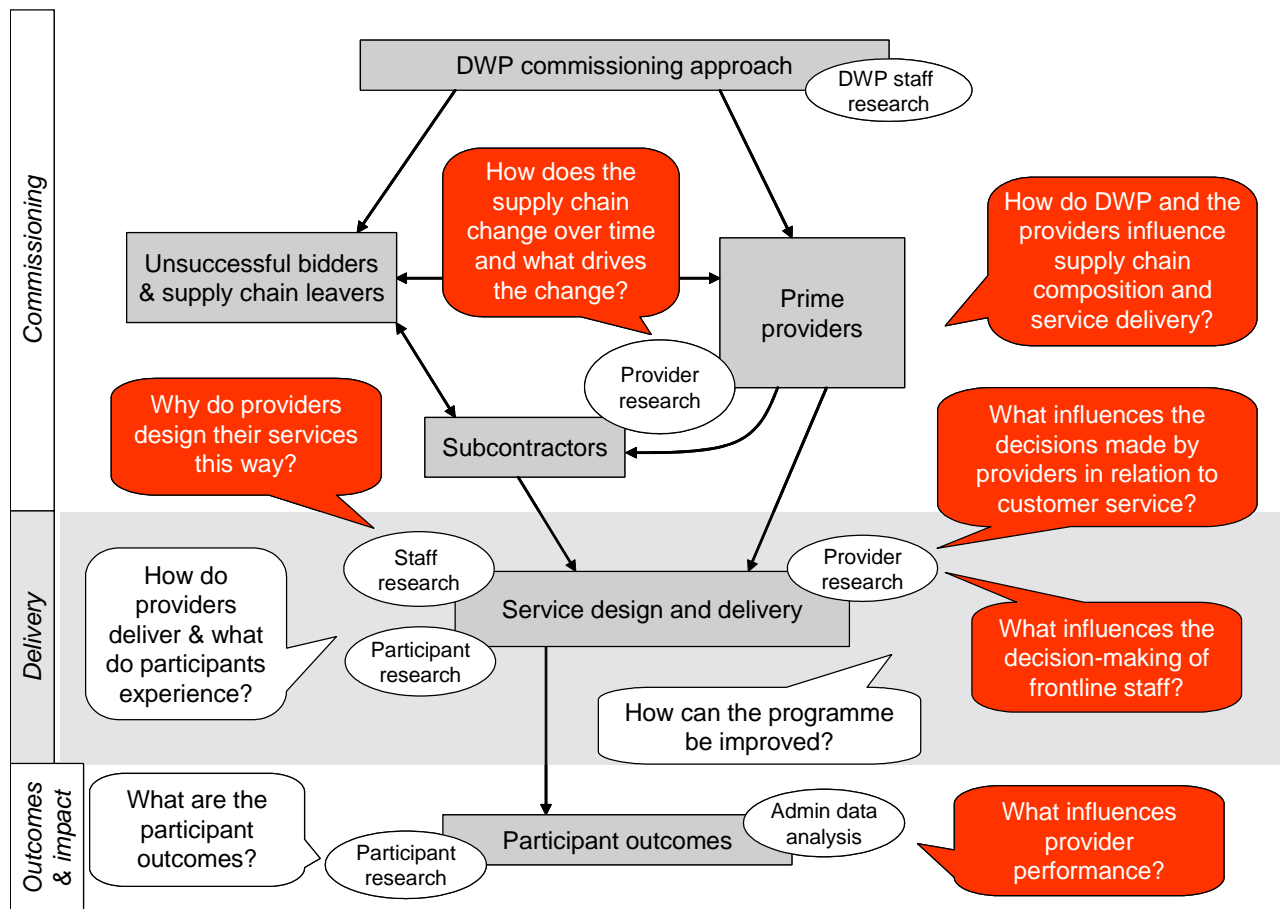 Commissioning
DWP commissioning approach
DWP staff
research
How does the
supply chain
change over time
and what drives
the change?
How do DWP and the
providers influence
supply chain
composition and
service delivery?
Unsuccessful bidders
& supply chain leavers
Prime
providers
Provider
research
Why do providers
design their services
this way?
Subcontractors
What influences the
decisions made by
providers in relation to
customer service?
Delivery
Staff
research
Provider
research
How do
providers
deliver & what
do participants
experience?
Service design and delivery
Participant
research
What influences the
decision-making of
frontline staff?
How can the programme
be improved?
Outcomes
& impact
What are the
participant
outcomes?
Participant outcomes
Admin data
analysis
Participant
research
What influences
provider
performance?